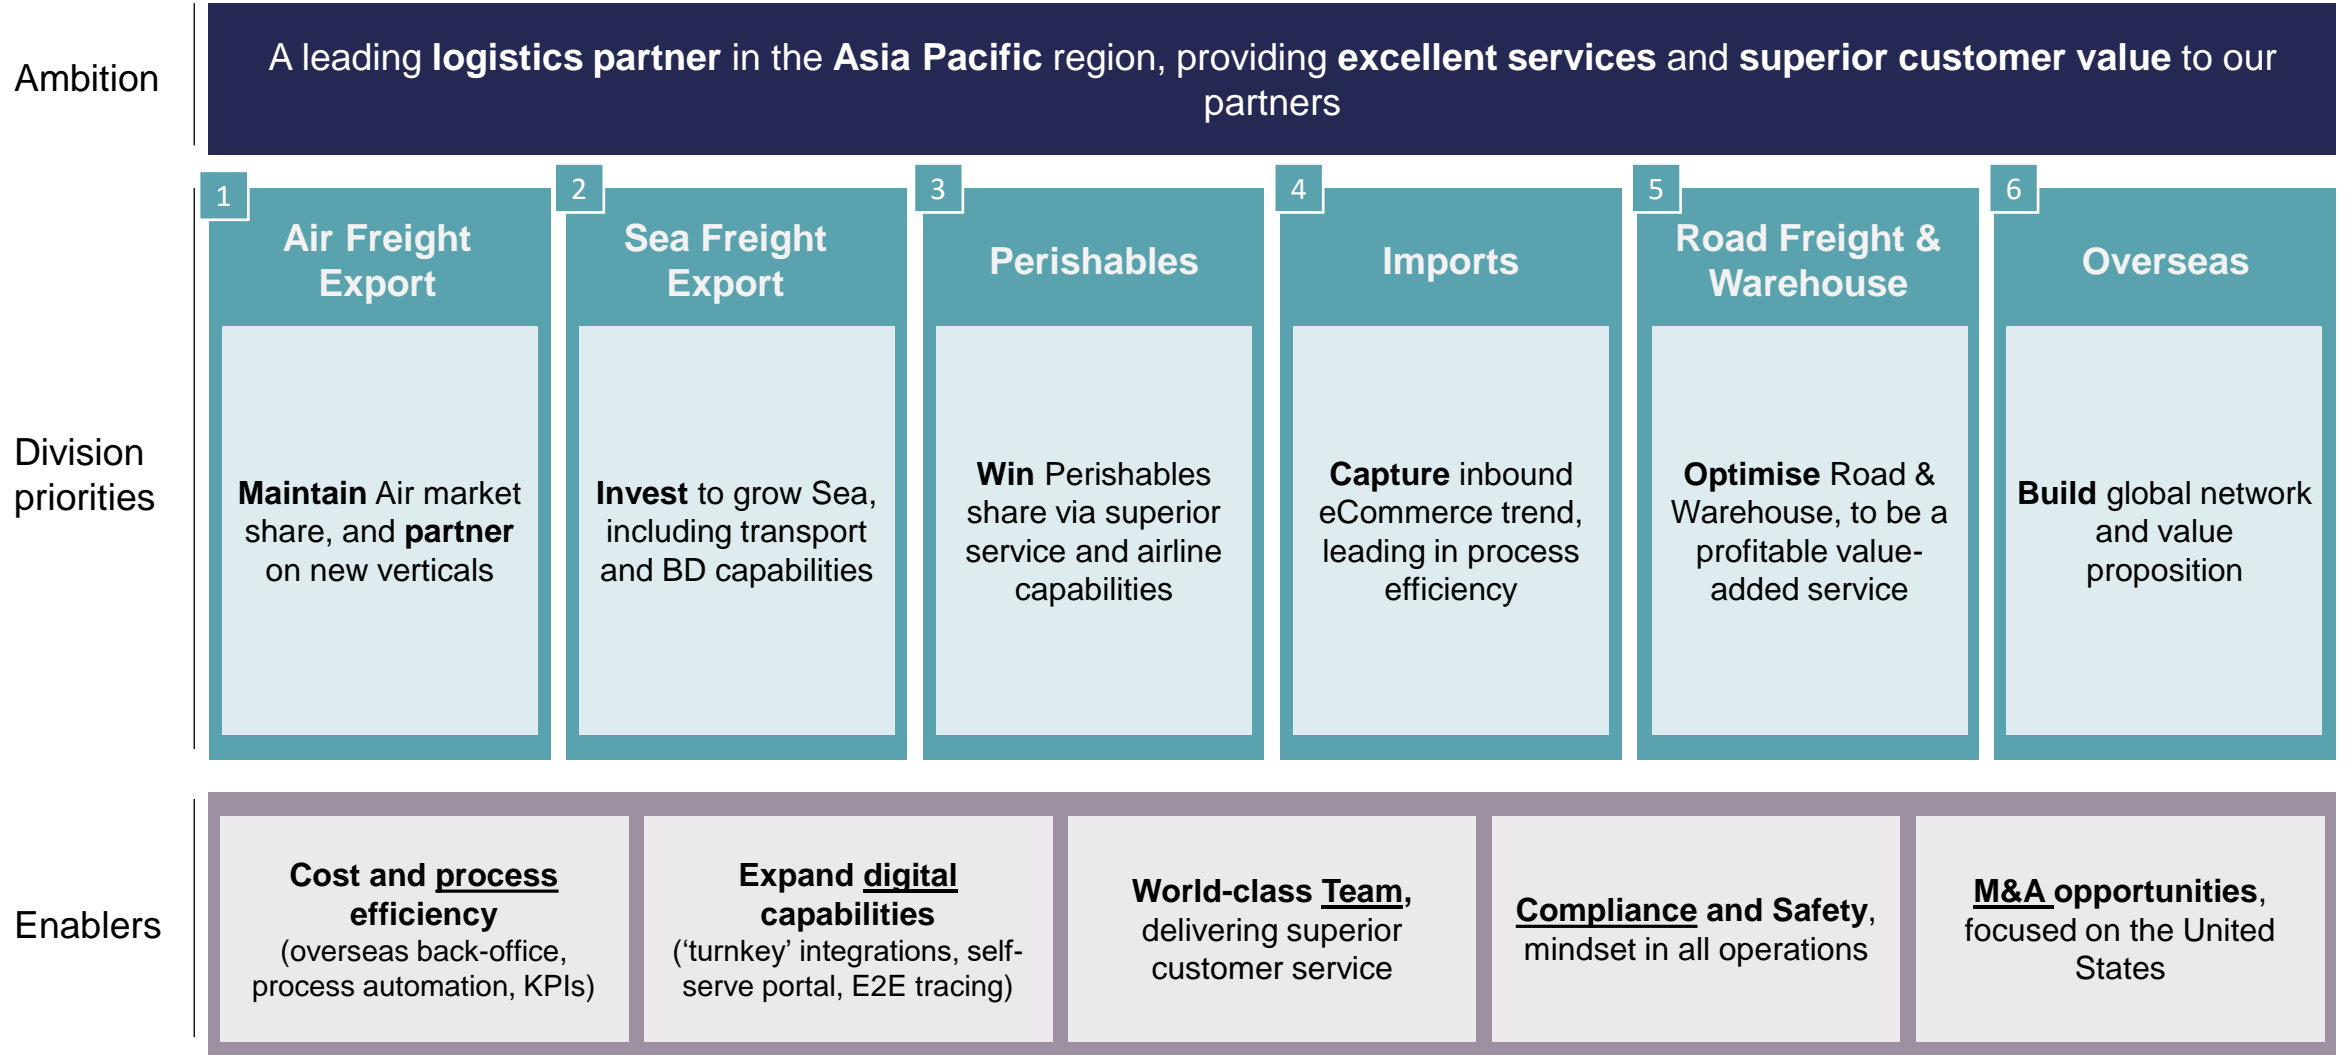 Ambition
A leading logistics partner in the Asia Pacific region, providing excellent services and superior customer value to our
partners
Division
priorities
1
Air Freight
Export
Maintain Air market
share, and partner
on new verticals
2
Sea Freight
Export
Invest to grow Sea,
including transport
and BD capabilities
3
Perishables
Win Perishables
share via superior
service and airline
capabilities
4
Imports
Capture inbound
eCommerce trend,
leading in process
efficiency
5
Road Freight &
Warehouse
Optimise Road &
Warehouse, to be a
profitable value-
added service
6
Overseas
Build global network
and value
proposition
Enablers
Cost and process
efficiency
(overseas back-office,
process automation, KPIs)
Expand digital
capabilities
(‘turnkey’ integrations, self-
serve portal, E2E tracing)
World-class Team,
delivering superior
customer service
Compliance and Safety,
mindset in all operations
M&A opportunities,
focused on the United
States